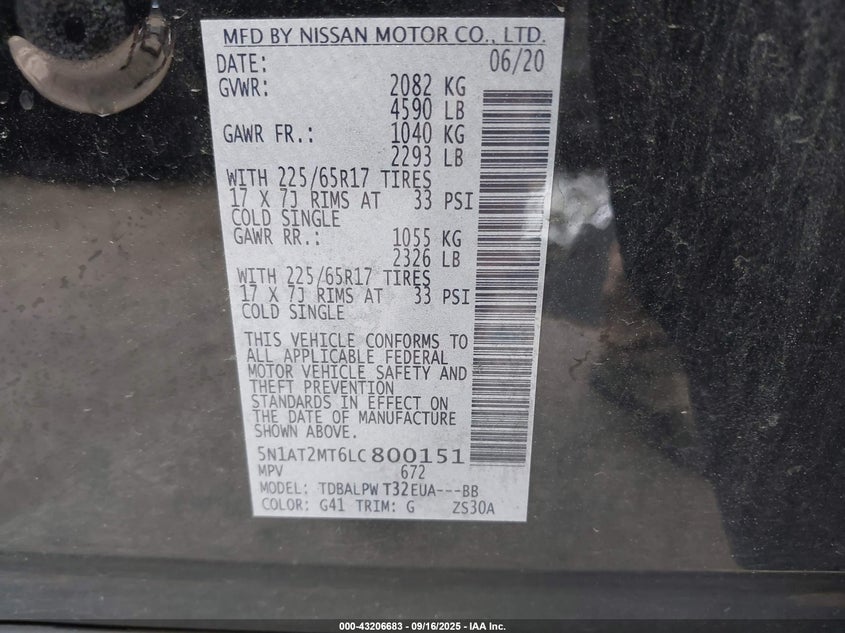 MFD BY NISSAN MOTOR CO., LTD.
DATE: 06/20
GVWR: 2082 KG
4590 LB
GAWR FR.: 1040 KG
2293 LB
WITH 225/65R17 TIRES
17 X 7J RIMS AT 33 PSI
COLD SINGLE
GAWR RR.: 1055 KG
2326 LB
WITH 225/65R17 TIRES
17 X 7J RIMS AT 33 PSI
COLD SINGLE
THIS VEHICLE CONFORMS TO
ALL APPLICABLE FEDERAL
MOTOR VEHICLE SAFETY AND
THEFT PREVENTION
STANDARDS IN EFFECT ON
THE DATE OF MANUFACTURE
SHOWN ABOVE.
5N1AT2MT6LC800151
MPV 672
MODEL: TDBALPW T32EUA---BB
COLOR: G41 TRIM: G ZS30A
000-43206683 - 09/16/2025 - IAA Inc.